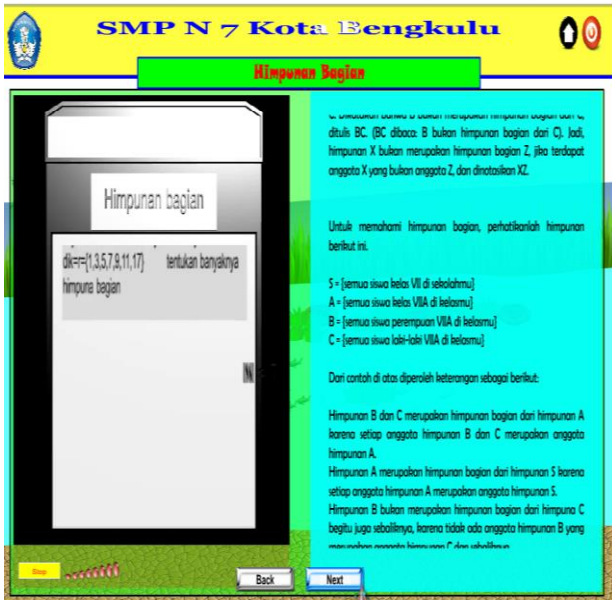 SMP N 7 Kota Bengkulu
Himpunan Bagian
Himpunan bagian
dik=r={1,3,5,7,9,11,17} tentukan banyaknya
himpuna bagian
Stop
ditulis BC. (BC dibaca: B bukan himpunan bagian dari C). Jadi,
himpunan X bukan merupakan himpunan bagian Z, jika terdapat
anggota X yang bukan anggota Z, dan dinotasikan XZ.
Untuk memahami himpunan bagian, perhatikanlah himpunan
berikut ini.
S = {semua siswa kelas VII di sekolahmu}
A = {semua siswa kelas VIIA di kelasmu}
B = {semua siswa perempuan VIIA di kelasmu}
C = {semua siswa laki-laki VIIA di kelasmu}
Dari contoh di atas diperoleh keterangan sebagai berikut:
Himpunan B dan C merupakan himpunan bagian dari himpunan A
karena setiap anggota himpunan B dan C merupakan anggota
himpunan A.
Himpunan A merupakan himpunan bagian dari himpunan S karena
setiap anggota himpunan A merupakan anggota himpunan S.
Himpunan B bukan merupakan himpunan bagian dari himpuna C
begitu juga sebaliknya, karena tidak ada anggota himpunan B yang
Back
Next